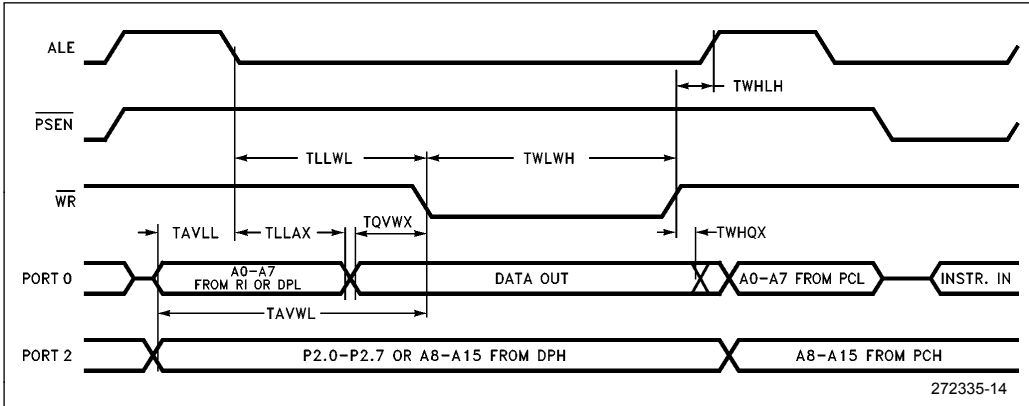 ALE
TWHLH
PSEN
TLLWL
TWLWH
WR
TAVLL
TLLAX
TQVWX
TWHQX
PORT 0
A0-A7
FROM RI OR DPL
DATA OUT
A0-A7 FROM PCL
INSTR. IN
TAVWL
PORT 2
P2.0-P2.7 OR A8-A15 FROM DPH
A8-A15 FROM PCH
272335-14